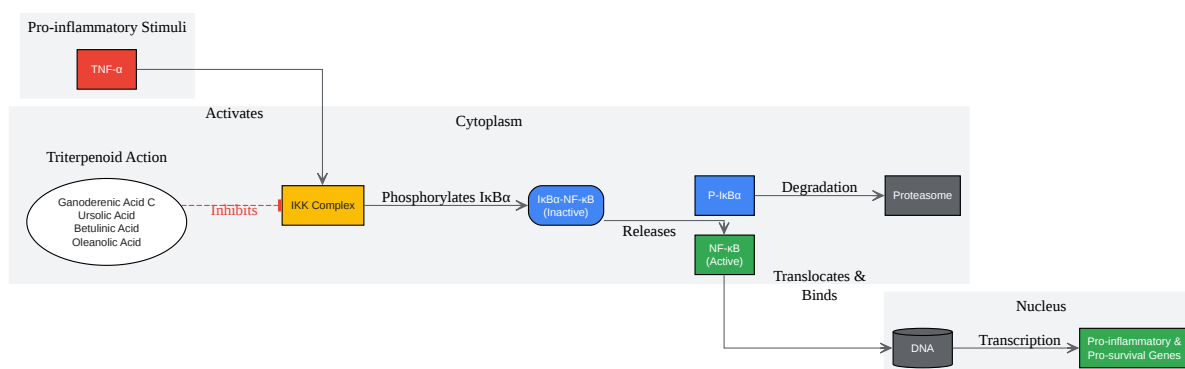 Pro-inflammatory Stimuli
TNF-α
Activates
Cytoplasm
Triterpenoid Action
Ganoderenic Acid C
Ursolic Acid
Betulinic Acid
Oleanolic Acid
Inhibits
IKK Complex
Phosphorylates IκBα
IκBα-NF-κB
(Inactive)
Releases
P-IκBα
Degradation
Proteasome
NF-κB
(Active)
Translocates &
Binds
Nucleus
DNA
Transcription
Pro-inflammatory &
Pro-survival Genes